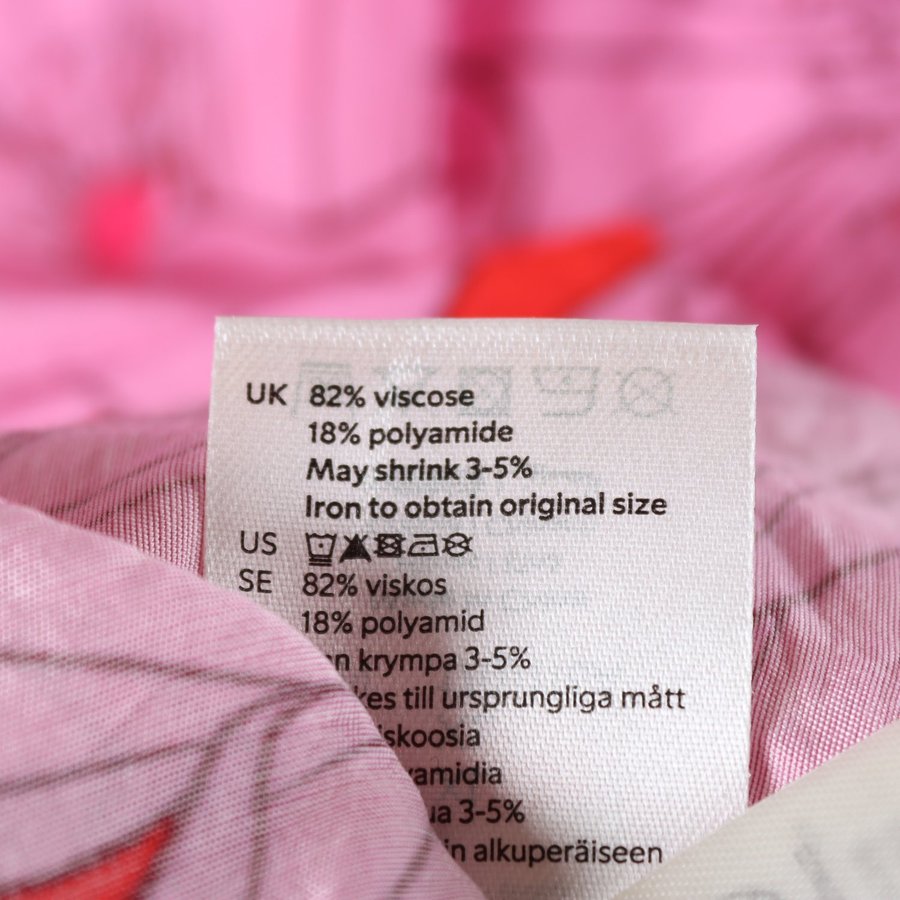 UK 82% viscose
18% polyamide
May shrink 3-5%
Iron to obtain original size
US
SE 82% viskos
18% polyamid
krympa 3-5%
till ursprungliga mått
3-5%
alkuperäiseen